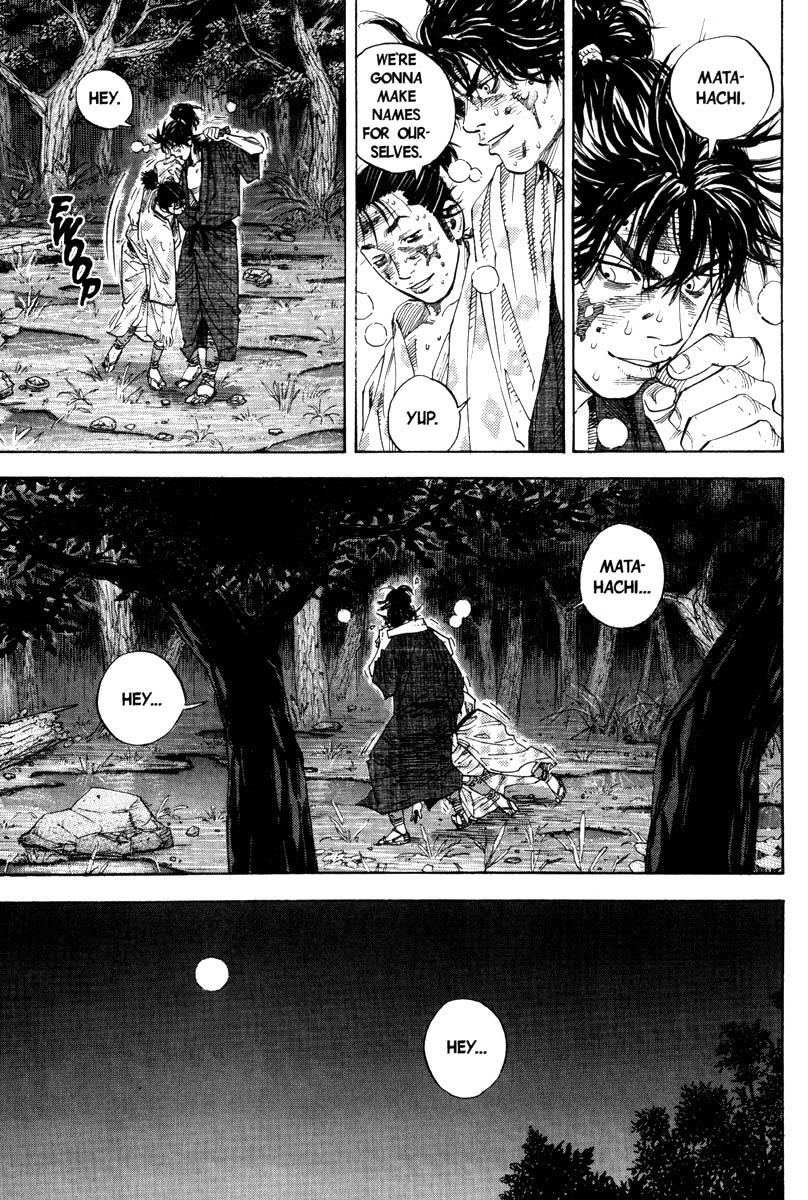 MATA-
HACHI.
WE'RE
GONNA
MAKE
NAMES
FOR OUR-
SELVES.
YUP.
HEY.
FWOOP
MATA-
HACHI...
HEY...
HEY...